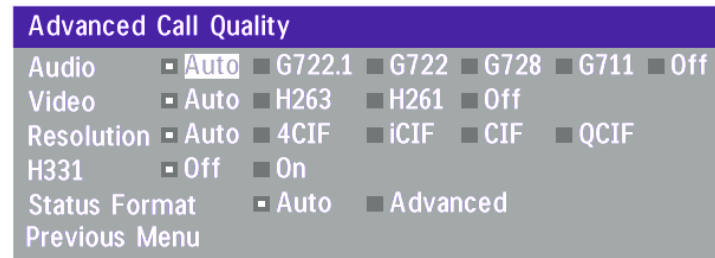 Advanced Call Quality
Audio Auto G722.1 G722 G728 G711 Off
Video Auto H263 H261 Off
Resolution Auto 4CIF iCIF CIF QCIF
H331 Off On
Status Format Auto Advanced
Previous Menu